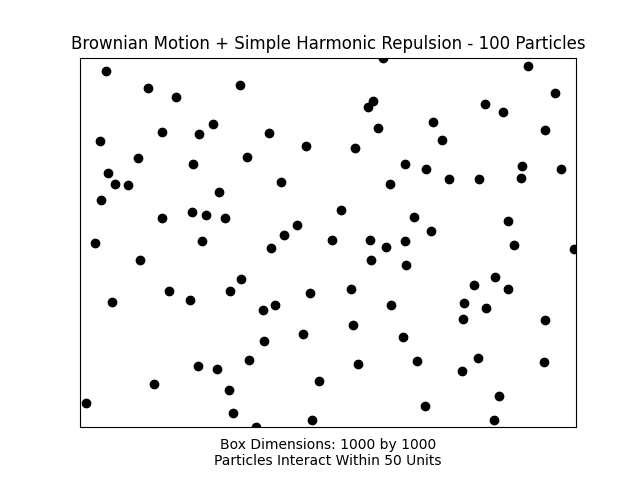 Brownian Motion + Simple Harmonic Repulsion - 100 Particles
Box Dimensions: 1000 by 1000
Particles Interact Within 50 Units